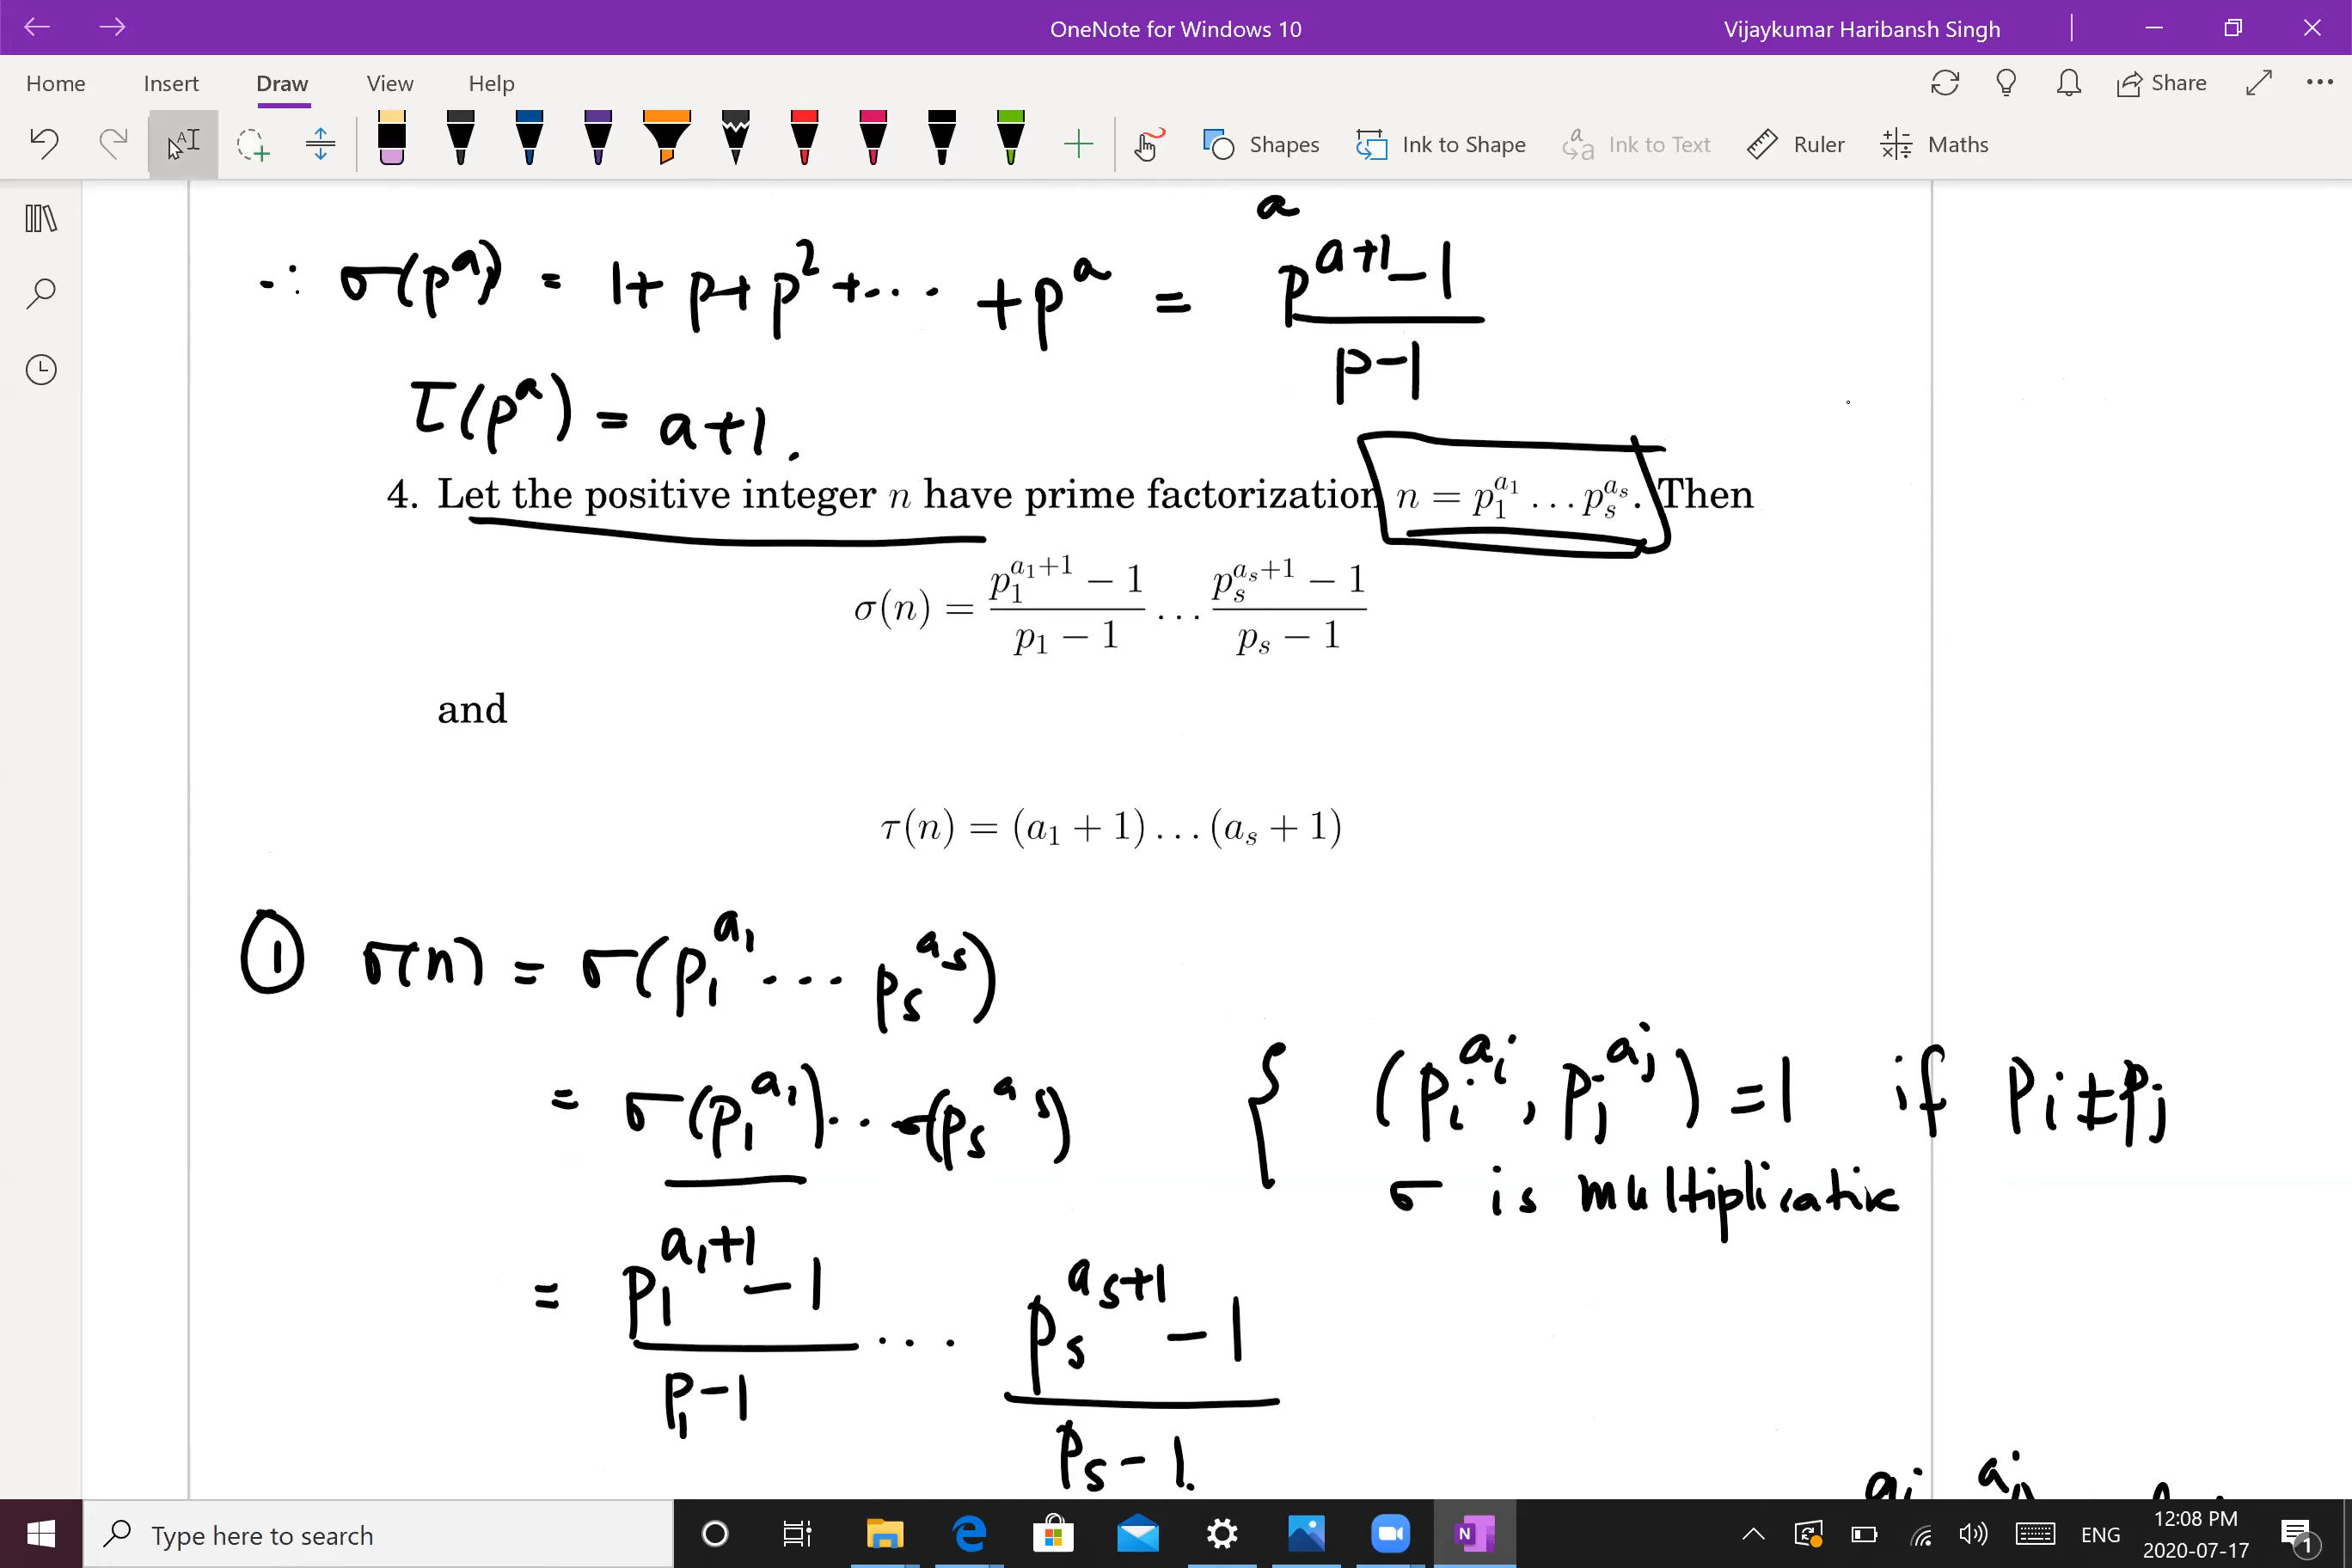 OneNote for Windows 10 Vijaykumar Haribansh Singh
Home Insert Draw View Help Share
Shapes Ink to Shape Ink to Text Ruler Maths
a
∴ σ(p^a) = 1+ p+ p^2 +... +p^a = (p^{a+1}-1)/(p-1)
τ(p^a) = a+1.
4. Let the positive integer n have prime factorization n = p_1^{a_1} ... p_s^{a_s}. Then
σ(n) = (p_1^{a_1+1} − 1)/(p_1 − 1) ... (p_s^{a_s+1} − 1)/(p_s − 1)
and
τ(n) = (a_1 + 1) ... (a_s + 1)
① σ(n) = σ(p_1^{a_1} ... p_s^{a_s})
= σ(p_1^{a_1}) ... σ(p_s^{a_s}) { (p_i^{a_i}, p_j^{a_j}) = 1 if p_i ≠ p_j
σ is multiplicative
= (p_1^{a_1+1} - 1)/(p_1 - 1) ... (p_s^{a_s+1} - 1)/(p_s - 1).
Type here to search
N
ENG
12:08 PM
2020-07-17
1